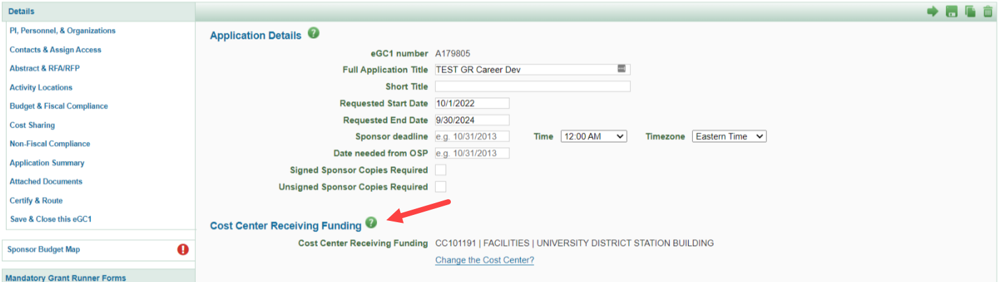 Details
PI, Personnel, & Organizations
Contacts & Assign Access
Abstract & RFA/RFP
Activity Locations
Budget & Fiscal Compliance
Cost Sharing
Non-Fiscal Compliance
Application Summary
Attached Documents
Certify & Route
Save & Close this eGC1
Sponsor Budget Map !
Mandatory Grant Runner Forms
Application Details ?
eGC1 number A179805
Full Application Title TEST GR Career Dev
Short Title
Requested Start Date 10/1/2022
Requested End Date 9/30/2024
Sponsor deadline e.g. 10/31/2013 Time 12:00 AM Timezone Eastern Time
Date needed from OSP e.g. 10/31/2013
Signed Sponsor Copies Required
Unsigned Sponsor Copies Required
Cost Center Receiving Funding ?
Cost Center Receiving Funding CC101191 | FACILITIES | UNIVERSITY DISTRICT STATION BUILDING
Change the Cost Center?